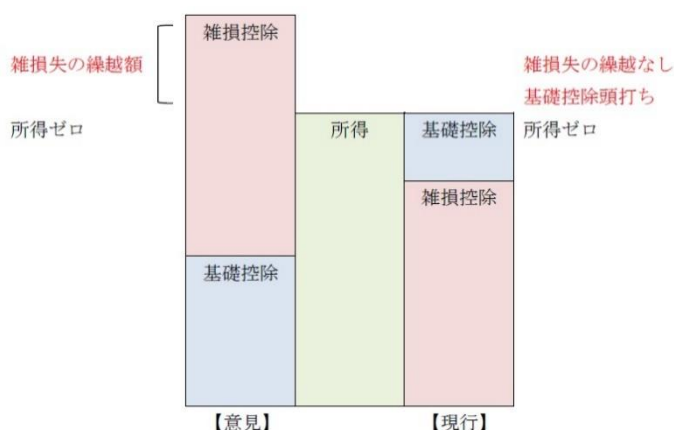 雑損控除
雑損失の繰越額
雑損失の繰越なし
基礎控除頭打ち
所得ゼロ
所得
基礎控除
所得ゼロ
雑損控除
基礎控除
【意見】
【現行】